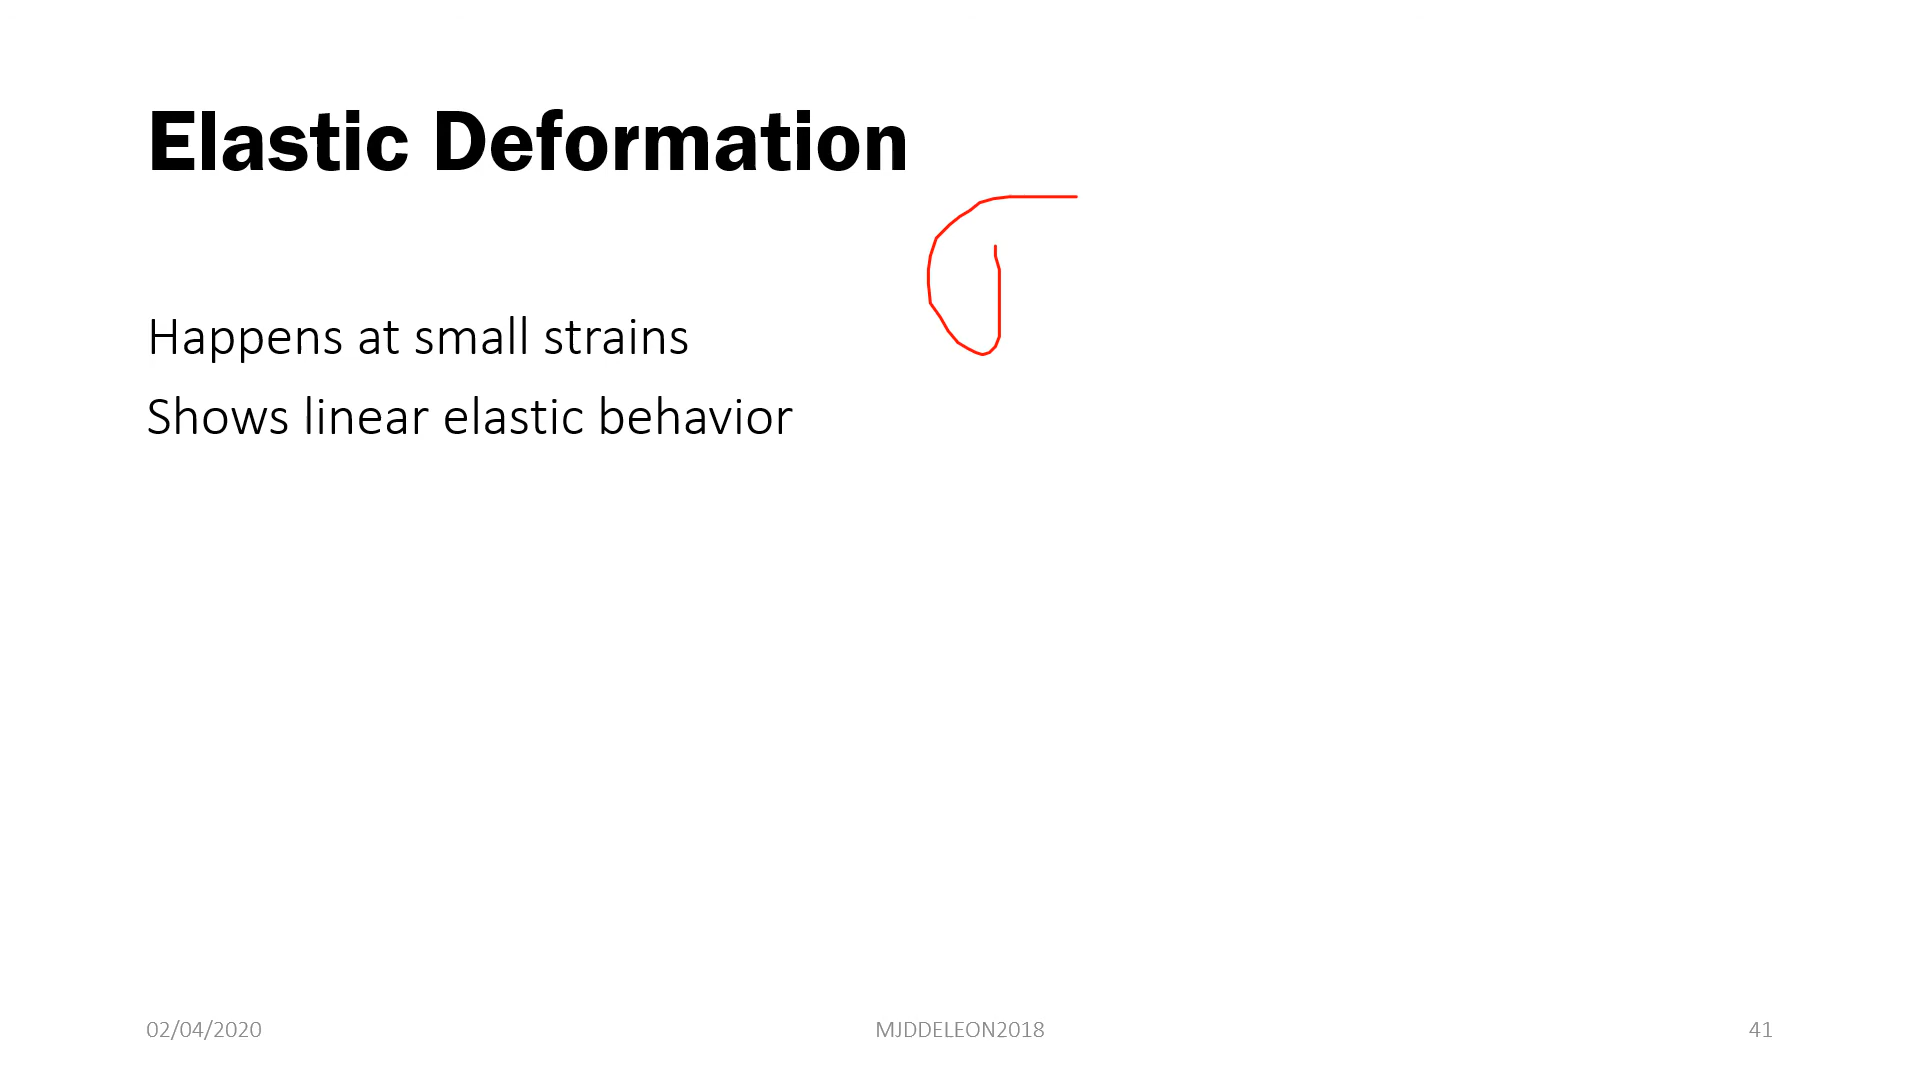 Elastic Deformation
Happens at small strains
Shows linear elastic behavior
02/04/2020
MJDDELEON2018
41